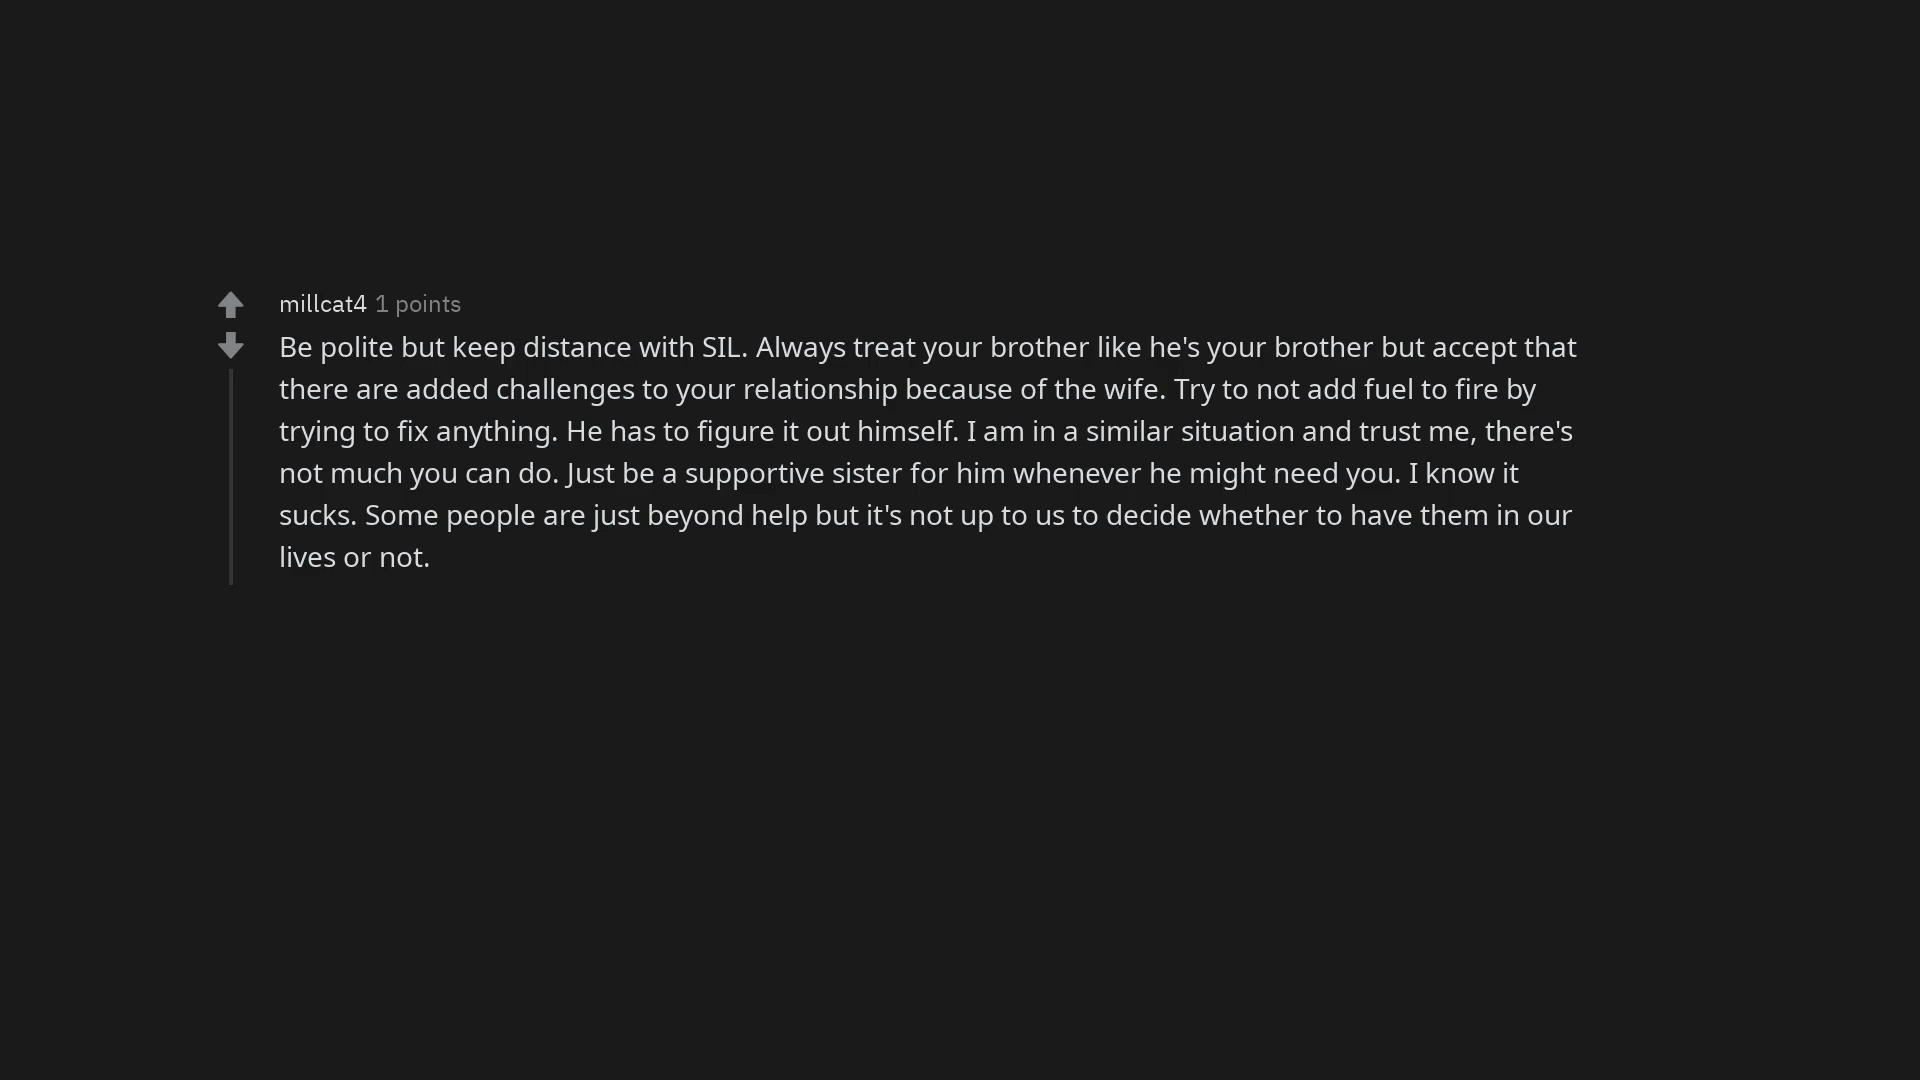 millcat4 1 points
Be polite but keep distance with SIL. Always treat your brother like he's your brother but accept that
there are added challenges to your relationship because of the wife. Try to not add fuel to fire by
trying to fix anything. He has to figure it out himself. I am in a similar situation and trust me, there's
not much you can do. Just be a supportive sister for him whenever he might need you. I know it
sucks. Some people are just beyond help but it's not up to us to decide whether to have them in our
lives or not.